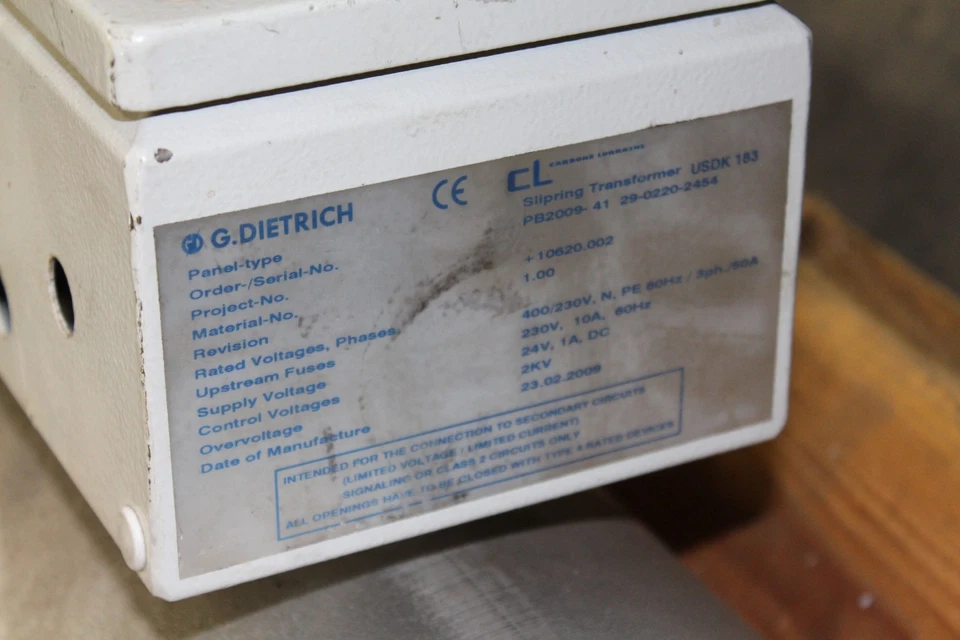 G.DIETRICH
CE
CL CARBONE LORRAINE
Panel-type Slipring Transformer USDK 183
Order-/Serial-No. PB2009- 41 29-0220-2454
Project-No.
Material-No. +10620.002
Revision 1.00
Rated Voltages, Phases 400/230V, N, PE 60Hz / 3ph./50A
Upstream Fuses
Supply Voltage 230V, 10A, 60Hz
Control Voltages 24V, 1A, DC
Overvoltage 2KV
Date of Manufacture 23.02.2009
INTENDED FOR THE CONNECTION TO SECONDARY CIRCUITS
(LIMITED VOLTAGE / LIMITED CURRENT)
SIGNALING OR CLASS 2 CIRCUITS ONLY
ALL OPENINGS HAVE TO BE CLOSED WITH TYPE 4 RATED DEVICES